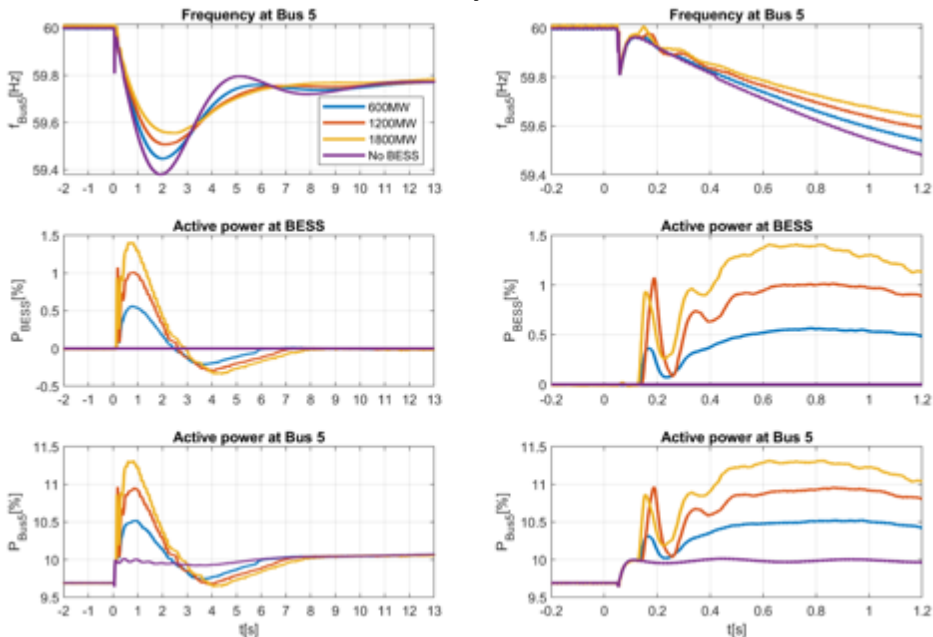 Frequency at Bus 5
f_Bus5[Hz]
60
59.8
59.6
59.4
600MW
1200MW
1800MW
No BESS
-2 -1 0 1 2 3 4 5 6 7 8 9 10 11 12 13
Frequency at Bus 5
f_Bus5[Hz]
60
59.8
59.6
59.4
-0.2 0 0.2 0.4 0.6 0.8 1 1.2
Active power at BESS
P_BESS[%]
1.5
1
0.5
0
-0.5
-2 -1 0 1 2 3 4 5 6 7 8 9 10 11 12 13
Active power at BESS
P_BESS[%]
1.5
1
0.5
0
-0.2 0 0.2 0.4 0.6 0.8 1 1.2
Active power at Bus 5
P_Bus5[%]
11.5
11
10.5
10
9.5
-2 -1 0 1 2 3 4 5 6 7 8 9 10 11 12 13
t[s]
Active power at Bus 5
P_Bus5[%]
11.5
11
10.5
10
9.5
-0.2 0 0.2 0.4 0.6 0.8 1 1.2
t[s]